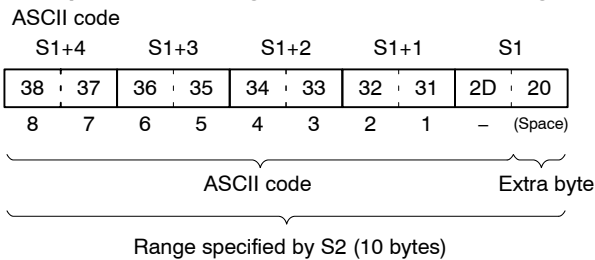 ASCII code
S1+4 S1+3 S1+2 S1+1 S1
38 37 36 35 34 33 32 31 2D 20
8 7 6 5 4 3 2 1 – (Space)
ASCII code Extra byte
Range specified by S2 (10 bytes)